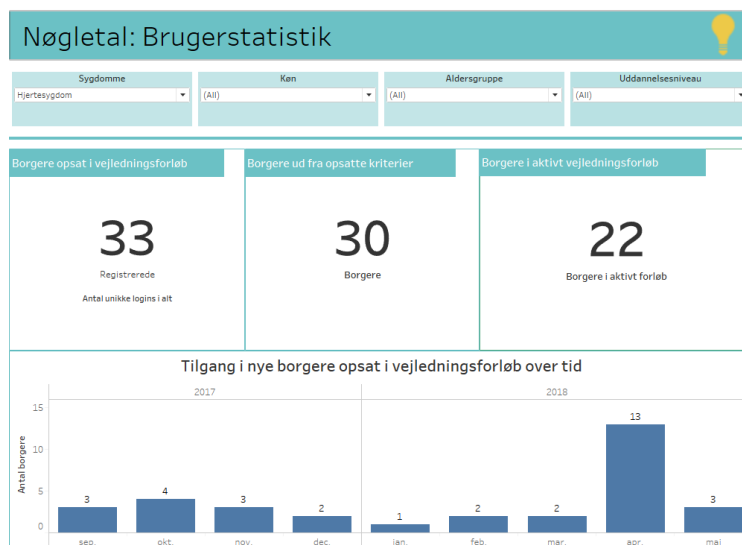 Nøgletal: Brugerstatistik
Sygdomme Køn Aldersgruppe Uddannelsesniveau
Hjertesygdom (All) (All) (All)
Borgere opsat i vejledningsforløb Borgere ud fra opsatte kriterier Borgere i aktivt vejledningsforløb
33 30 22
Registrerede Borgere Borgere i aktivt forløb
Antal unikke logins i alt
Tilgang i nye borgere opsat i vejledningsforløb over tid
2017 2018
15
13
10
Antal borgere
5
3 4 3 2 1 2 2 3
0
sep. okt. nov. dec. jan. feb. mar. apr. maj